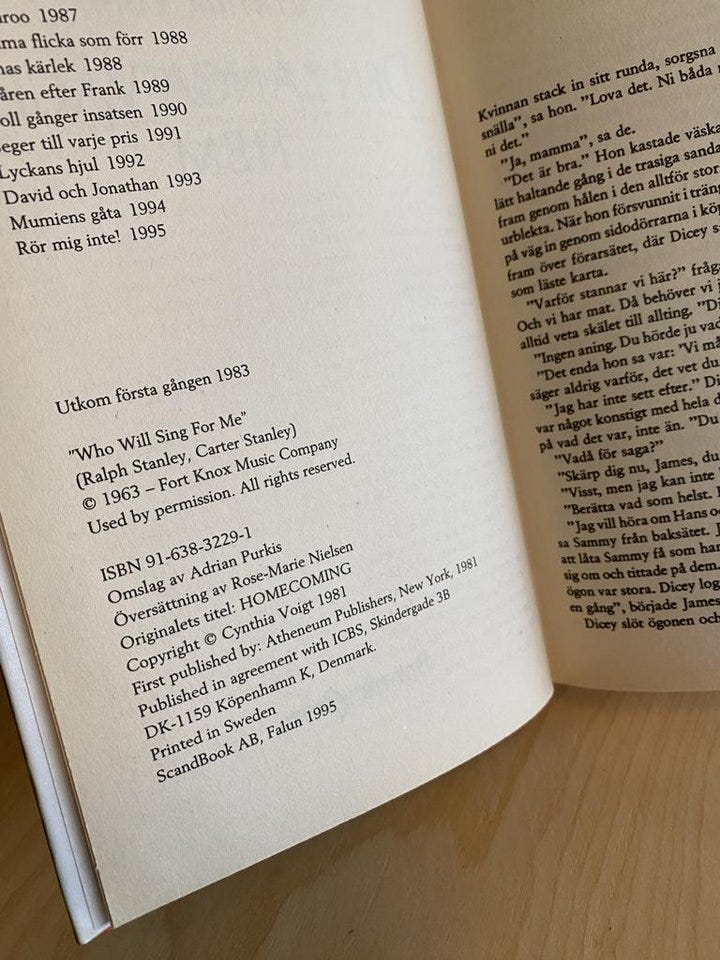 roo 1987
ma flicka som förr 1988
nas kärlek 1988
åren efter Frank 1989
oll gånger insatsen 1990
eger till varje pris 1991
Lyckans hjul 1992
David och Jonathan 1993
Mumiens gåta 1994
Rör mig inte! 1995
Utkom första gången 1983
"Who Will Sing For Me"
(Ralph Stanley, Carter Stanley)
© 1963 – Fort Knox Music Company
Used by permission. All rights reserved.
ISBN 91-638-3229-1
Omslag av Adrian Purkis
Översättning av Rose-Marie Nielsen
Originalets titel: HOMECOMING
Copyright © Cynthia Voigt 1981
First published by: Atheneum Publishers, New York, 1981
Published in agreement with ICBS, Skindergade 3B
DK-1159 Köpenhamn K, Denmark.
Printed in Sweden
ScandBook AB, Falun 1995
Kvinnan stack in sitt runda, sorgsna
snälla", sa hon. "Lova det. Ni båda
ni det."
"Ja, mamma", sa de.
"Det är bra." Hon kastade väska
lätt haltande gång i de trasiga sanda
fram genom hålen i den alltför stor
urblekta. När hon försvunnit i träng
på väg in genom sidodörrarna i köp
fram över förarsätet, där Dicey s
som läste karta.
"Varför stannar vi här?" fråga
Och vi har mat. Då behöver vi j
alltid veta skälet till allting. "Di
"Ingen aning. Du hörde ju vad
"Det enda hon sa var: 'Vi må
säger aldrig varför, det vet du
"Jag har inte sett efter." Di
var något konstigt med hela d
på vad det var, inte än. "Du
"Vadå för saga?"
"Skärp dig nu, James, du
"Visst, men jag kan inte
"Berätta vad som helst.
"Jag vill höra om Hans oc
sa Sammy från baksätet. J
att låta Sammy få som han
sig om och tittade på dem.
ögon var stora. Dicey log
en gång", började James
Dicey slöt ögonen och